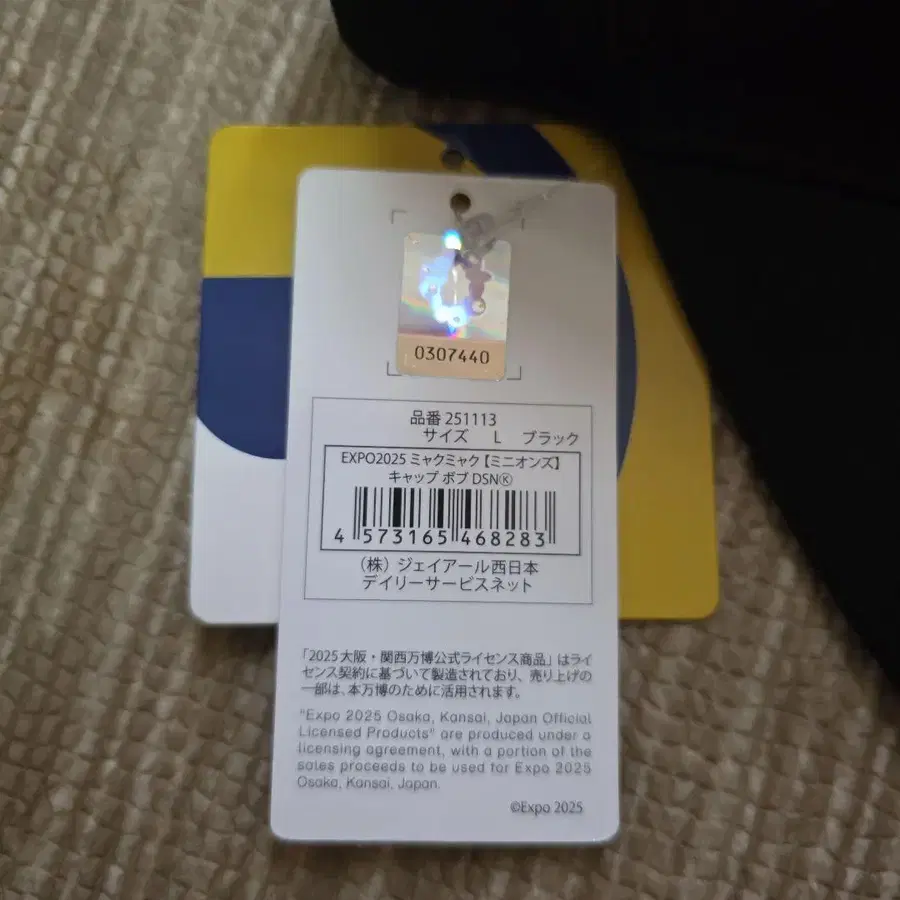 0307440
品番 251113
サイズ L ブラック
EXPO2025 ミャクミャク【ミニオンズ】
キャップ ボブ DSNⓀ
4 573165 468283
（株）ジェイアール西日本
デイリーサービスネット
「2025大阪・関西万博公式ライセンス商品」はライ
センス契約に基づいて製造されており、売り上げの
一部は、本万博のために活用されます。
"Expo 2025 Osaka, Kansai, Japan Official
Licensed Products" are produced under a
licensing agreement, with a portion of the
sales proceeds to be used for Expo 2025
Osaka, Kansai, Japan.
©Expo 2025